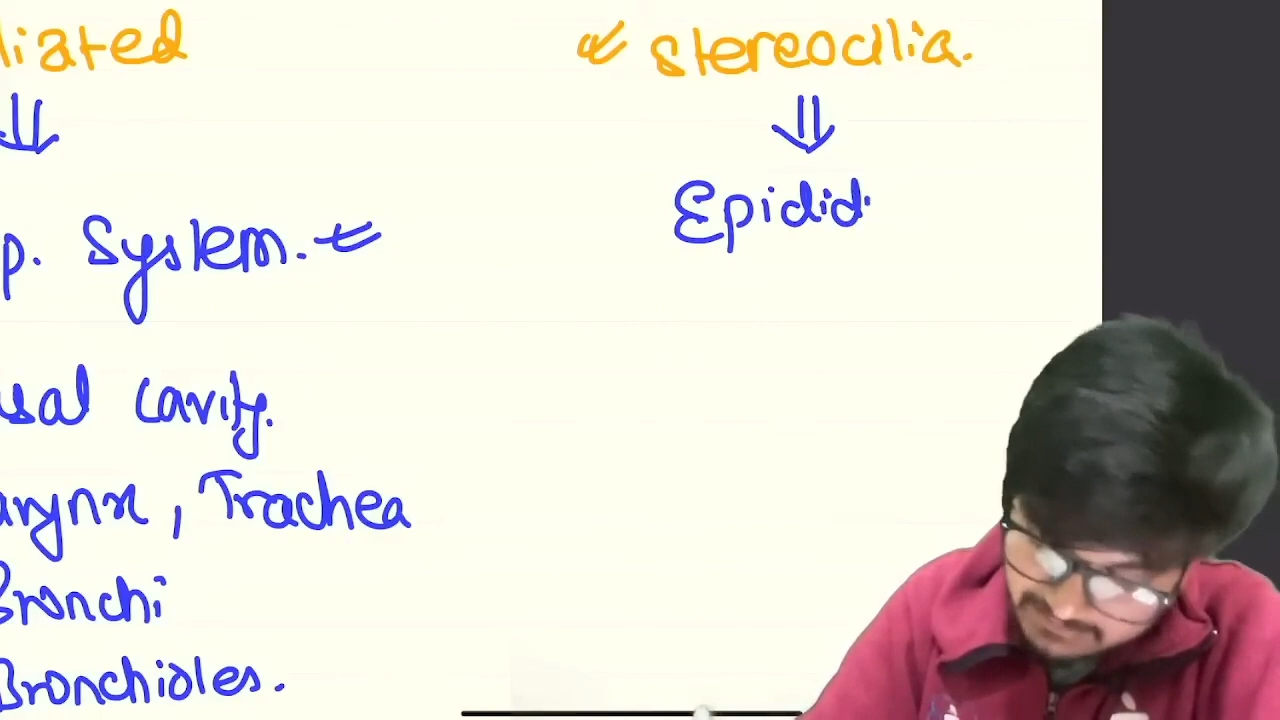 liated
stereocilia.
Epidid
p. System.
sal cavity.
arynx, Trachea
Bronchi
Bronchioles.